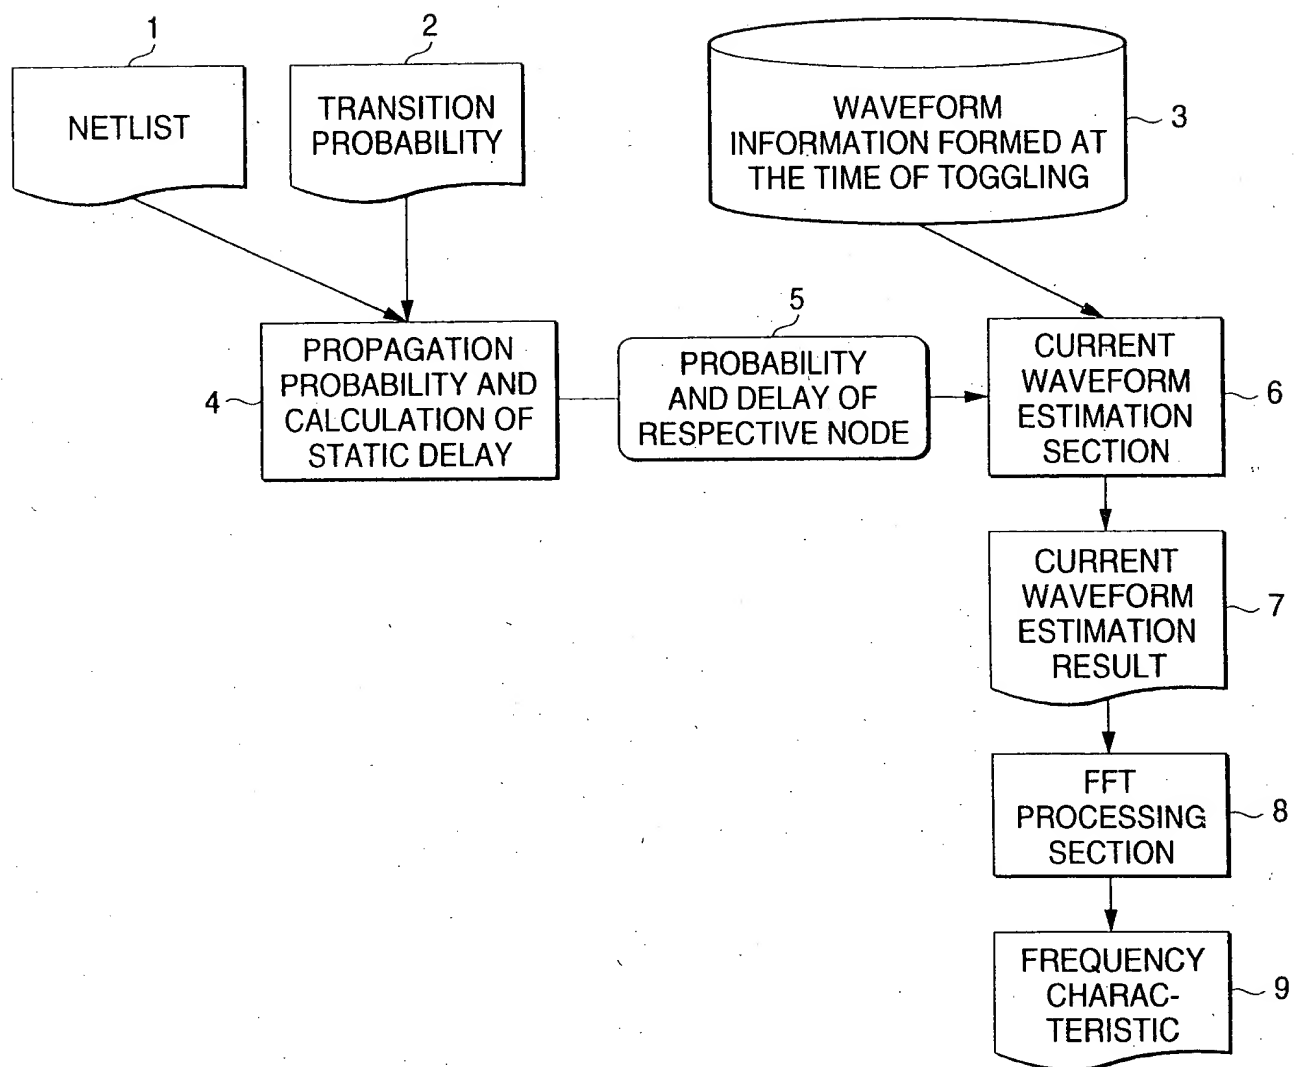 1
NETLIST
2
TRANSITION
PROBABILITY
3
WAVEFORM
INFORMATION FORMED AT
THE TIME OF TOGGLING
4
PROPAGATION
PROBABILITY AND
CALCULATION OF
STATIC DELAY
5
PROBABILITY
AND DELAY OF
RESPECTIVE NODE
6
CURRENT
WAVEFORM
ESTIMATION
SECTION
7
CURRENT
WAVEFORM
ESTIMATION
RESULT
8
FFT
PROCESSING
SECTION
9
FREQUENCY
CHARAC-
TERISTIC